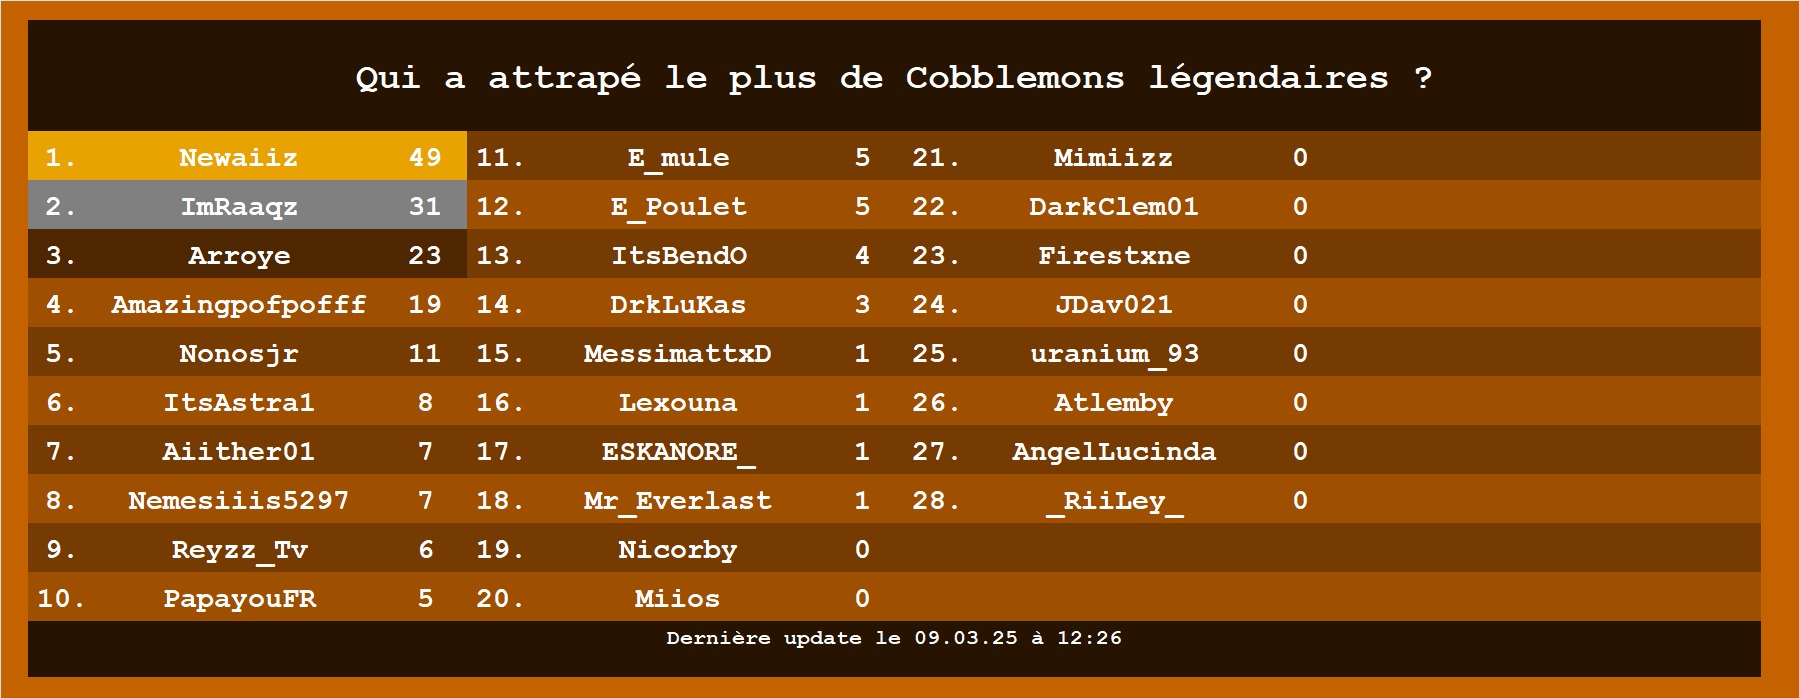 Qui a attrapé le plus de Cobblemons légendaires ?
1. Newaiiz 49 11. E_mule 5 21. Mimiizz 0
2. ImRaaqz 31 12. E_Poulet 5 22. DarkClem01 0
3. Arroye 23 13. ItsBendO 4 23. Firestxne 0
4. Amazingpofpofff 19 14. DrkLuKas 3 24. JDav021 0
5. Nonosjr 11 15. MessimattxD 1 25. uranium_93 0
6. ItsAstra1 8 16. Lexouna 1 26. Atlemby 0
7. Aiither01 7 17. ESKANORE_ 1 27. AngelLucinda 0
8. Nemesiiis5297 7 18. Mr_Everlast 1 28. _RiiLey_ 0
9. Reyzz_Tv 6 19. Nicorby 0
10. PapayouFR 5 20. Miios 0
Dernière update le 09.03.25 à 12:26